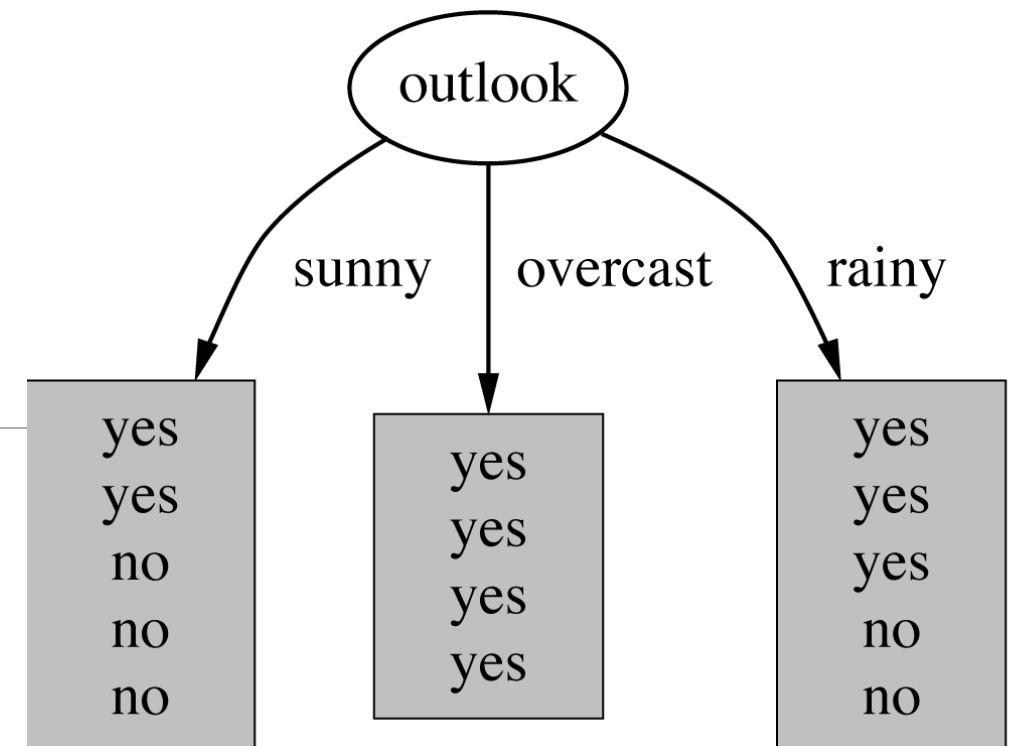 outlook
sunny
overcast
rainy
yes
yes
no
no
no
yes
yes
yes
yes
yes
yes
yes
no
no